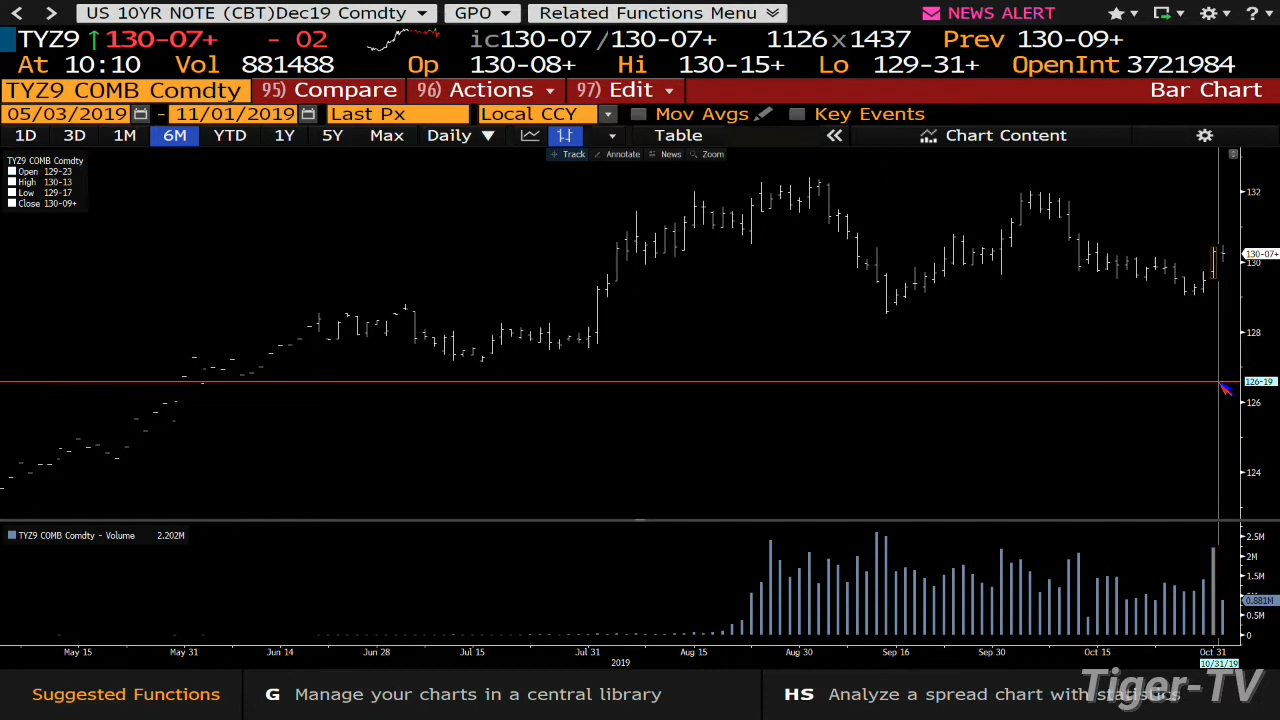 US 10YR NOTE (CBT)Dec19 Comdty GPO Related Functions Menu NEWS ALERT ?
TYZ9 ↑130-07+ - 02 ic130-07/130-07+ 1126x1437 Prev 130-09+
At 10:10 Vol 881488 Op 130-08+ Hi 130-15+ Lo 129-31+ OpenInt 3721984
TYZ9 COMB Comdty 95) Compare 96) Actions 97) Edit Bar Chart
05/03/2019 - 11/01/2019 Last Px Local CCY Mov Avgs Key Events
1D 3D 1M 6M YTD 1Y 5Y Max Daily ▼ Table « Chart Content
Track Annotate News Zoom
TYZ9 COMB Comdty
Open 129-23
High 130-13
Low 129-17
Close 130-09+
132
130-07+
130
128
126-19
126
124
TYZ9 COMB Comdty - Volume 2.202M
2.5M
2M
1.5M
0.881M
0
May 15 May 31 Jun 14 Jun 28 Jul 15 Jul 31 Aug 15 Aug 30 Sep 16 Sep 30 Oct 15 Oct 31
2019
10/31/19
Suggested Functions G Manage your charts in a central library HS Analyze a spread chart with statistics
Tiger-TV